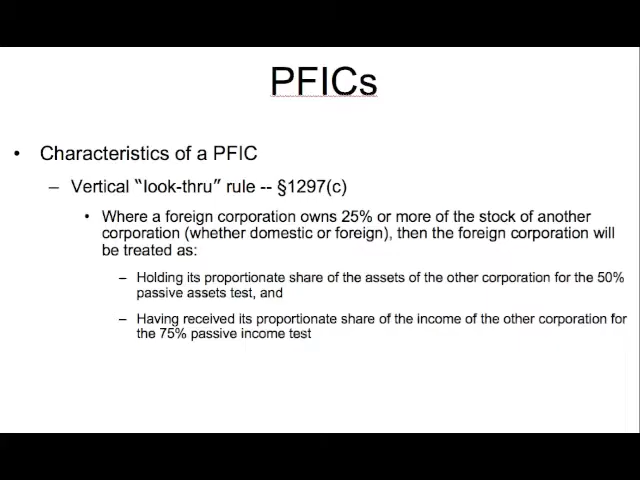 PFICs
• Characteristics of a PFIC
– Vertical “look-thru” rule -- §1297(c)
• Where a foreign corporation owns 25% or more of the stock of another
corporation (whether domestic or foreign), then the foreign corporation will
be treated as:
– Holding its proportionate share of the assets of the other corporation for the 50%
passive assets test, and
– Having received its proportionate share of the income of the other corporation for
the 75% passive income test